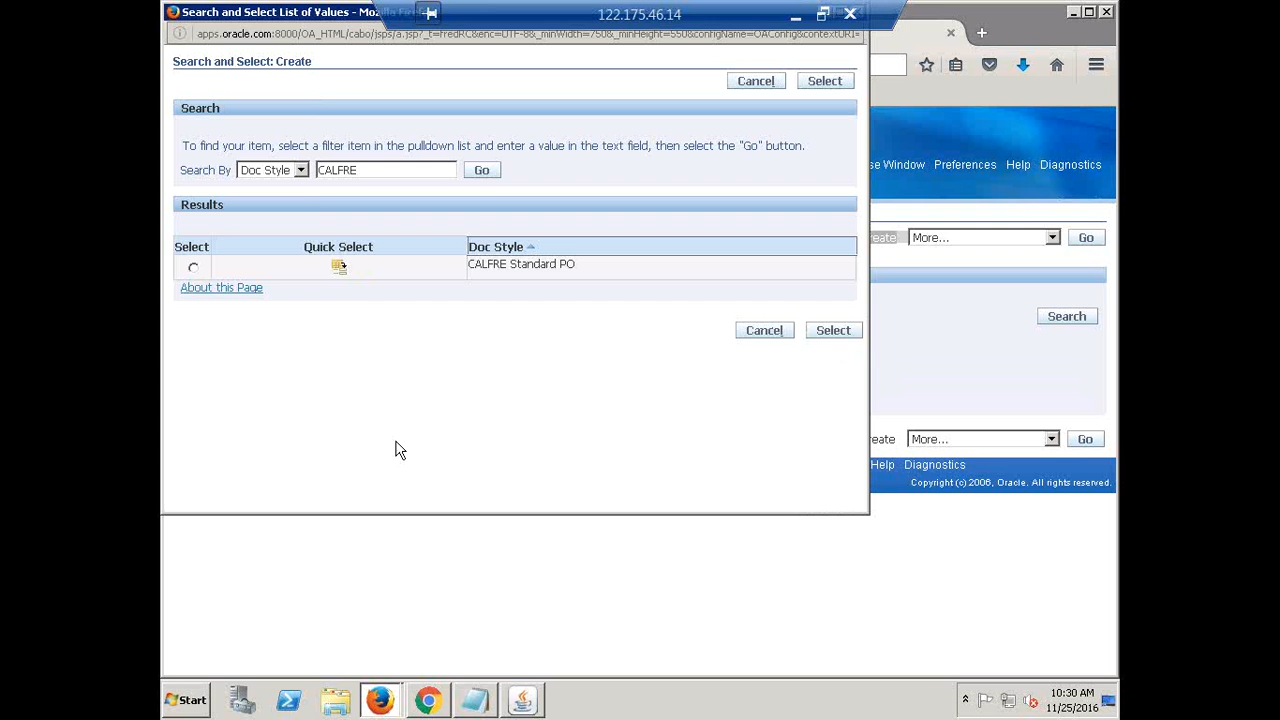 Search and Select List of Values - Mo
122.175.46.14
apps.oracle.com:8000/OA_HTML/cabo/jsps/a.jsp?_t=fredRC&enc=UTF-8&_minWidth=750&_minHeight=550&configName=OAConfig&contextURI=
Search and Select: Create
Cancel Select
Search
To find your item, select a filter item in the pulldown list and enter a value in the text field, then select the "Go" button.
Search By Doc Style CALFRE Go
Results
Select Quick Select Doc Style
CALFRE Standard PO
About this Page
Cancel Select
se Window Preferences Help Diagnostics
eate More... Go
Search
reate More... Go
Help Diagnostics
Copyright (c) 2006, Oracle. All rights reserved.
Start
10:30 AM
11/25/2016